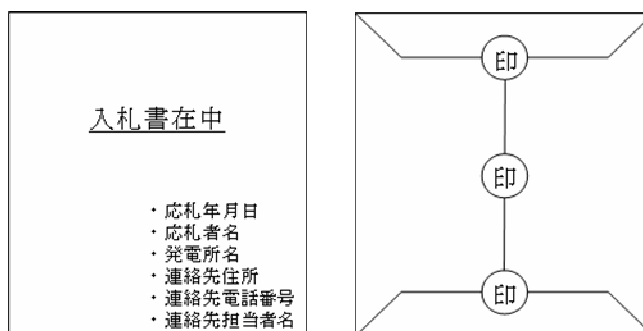 入札書在中
・応札年月日
・応札者名
・発電所名
・連絡先住所
・連絡先電話番号
・連絡先担当者名
印
印
印